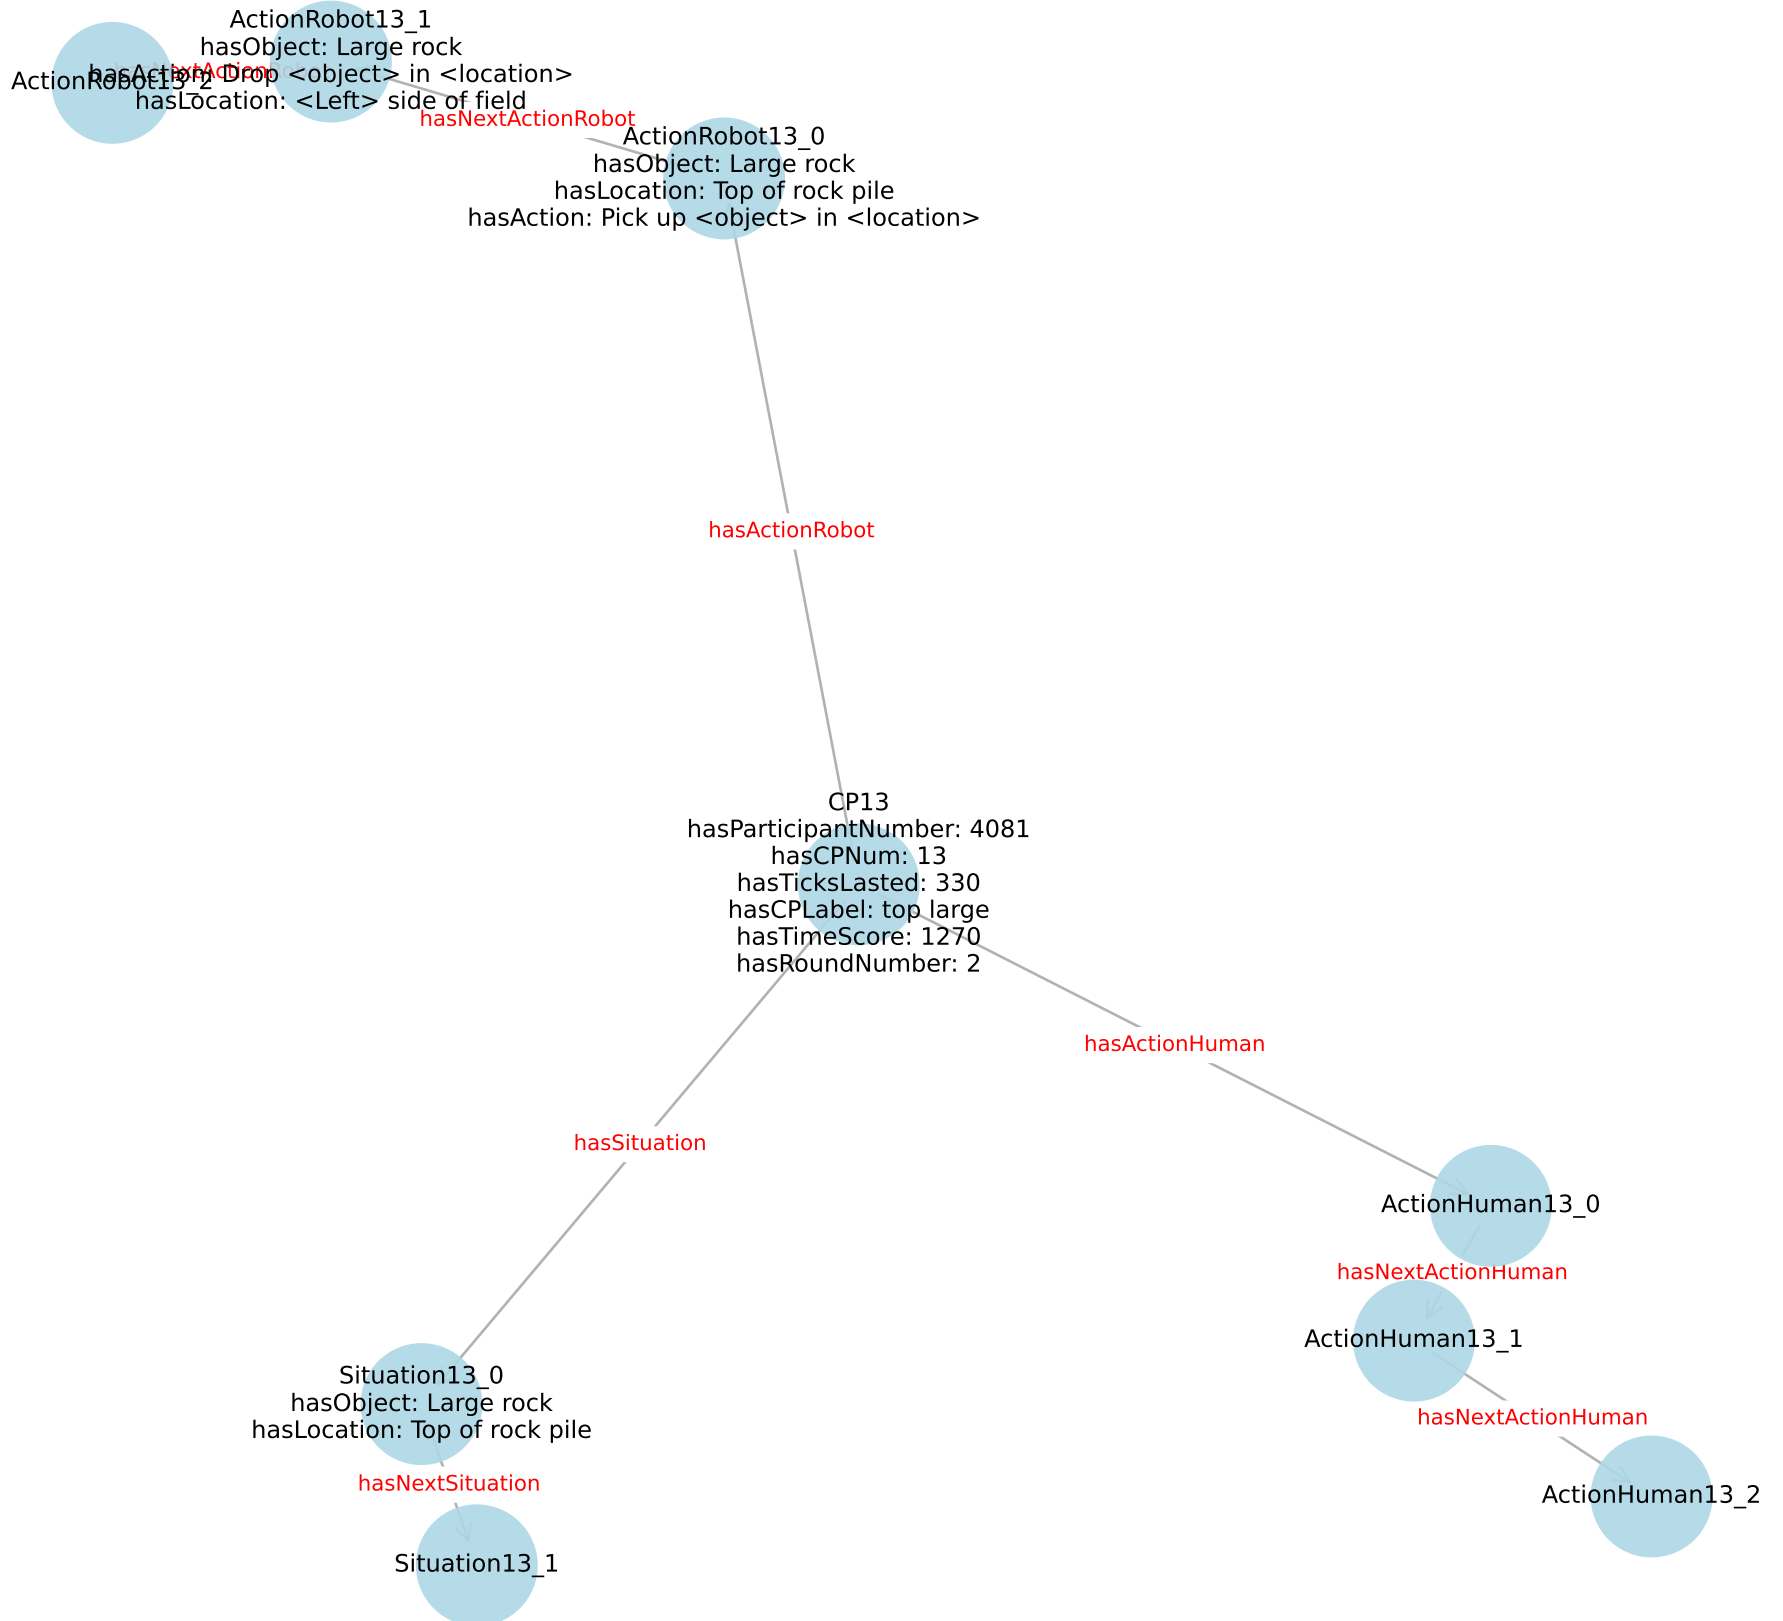 ActionRobot13_1
hasObject: Large rock
hasAction: Drop <object> in <location>
hasLocation: <Left> side of field
ActionRobot13_2
hasNextActionRobot
hasNextActionRobot
ActionRobot13_0
hasObject: Large rock
hasLocation: Top of rock pile
hasAction: Pick up <object> in <location>
hasActionRobot
CP13
hasParticipantNumber: 4081
hasCPNum: 13
hasTicksLasted: 330
hasCPLabel: top large
hasTimeScore: 1270
hasRoundNumber: 2
hasActionHuman
hasSituation
ActionHuman13_0
hasNextActionHuman
ActionHuman13_1
hasNextActionHuman
ActionHuman13_2
Situation13_0
hasObject: Large rock
hasLocation: Top of rock pile
hasNextSituation
Situation13_1